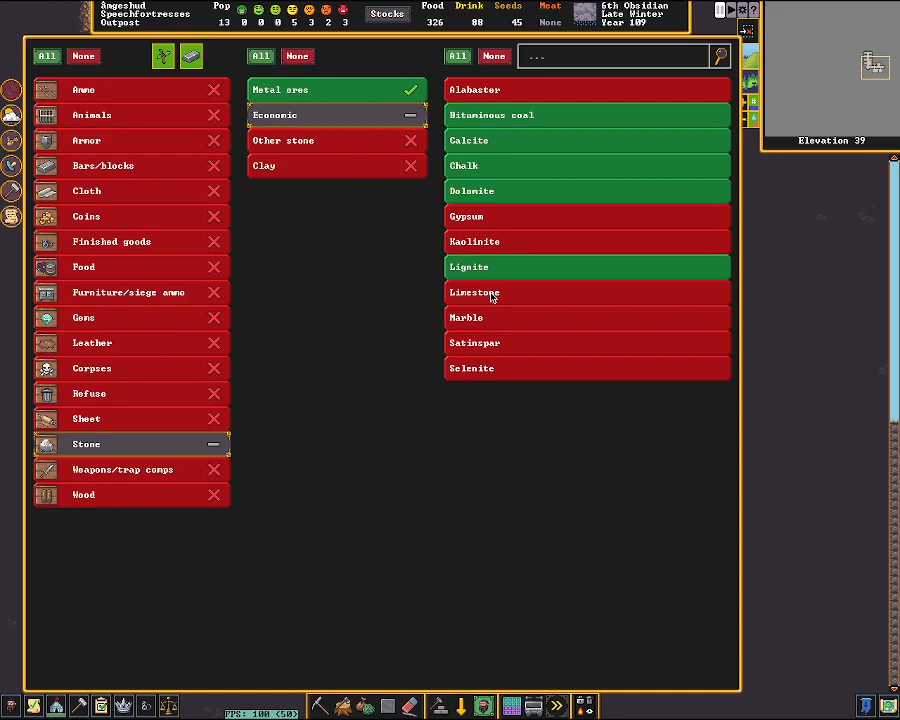 Amgeshud
Speechfortresses
Outpost
Pop
13
0 0 0 5 3 2 3
Stocks
Food Drink Seeds Meat
326 88 45 None
6th Obsidian
Late Winter
Year 109
Elevation 39
All None
All None
All None
...
Ammo
Animals
Armor
Bars/blocks
Cloth
Coins
Finished goods
Food
Furniture/siege ammo
Gems
Leather
Corpses
Refuse
Sheet
Stone
Weapons/trap comps
Wood
Metal ores
Economic
Other stone
Clay
Alabaster
Bituminous coal
Calcite
Chalk
Dolomite
Gypsum
Kaolinite
Lignite
Limestone
Marble
Satinspar
Selenite
FPS: 100 (50)